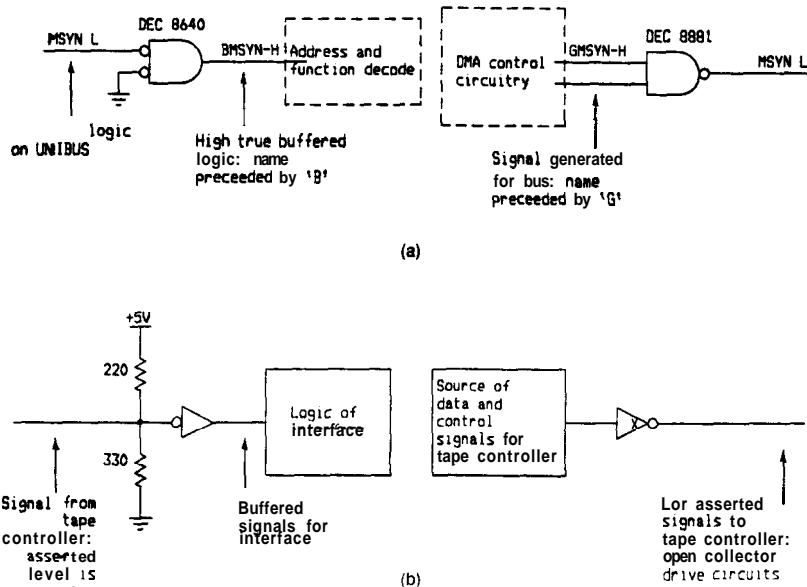 DEC 8640
MSYN L
BMSYN-H
Address and
function decode
logic
on UNIBUS
High true buffered
logic: name
preceeded by 'B'
DMA control
circuitry
GMSYN-H
DEC 8881
MSYN L
Signal generated
for bus: name
preceeded by 'G'
(a)
+5V
220
330
Signal from
tape
controller:
asserted
level is
Buffered
signals for
interface
Logic of
interface
Source of
data and
control
signals for
tape controller
Lor asserted
signals to
tape controller:
open collector
drive circuits
(b)